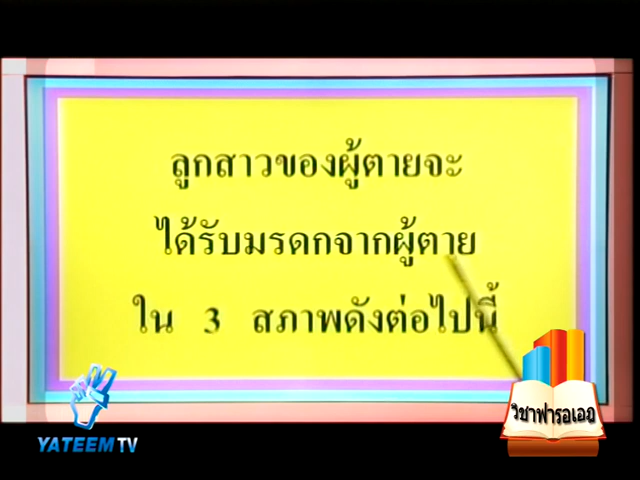 ลูกสาวของผู้ตายจะ
ได้รับมรดกจากผู้ตาย
ใน 3 สภาพดังต่อไปนี้
วิชาฟารอเอฎ
YATEEM TV